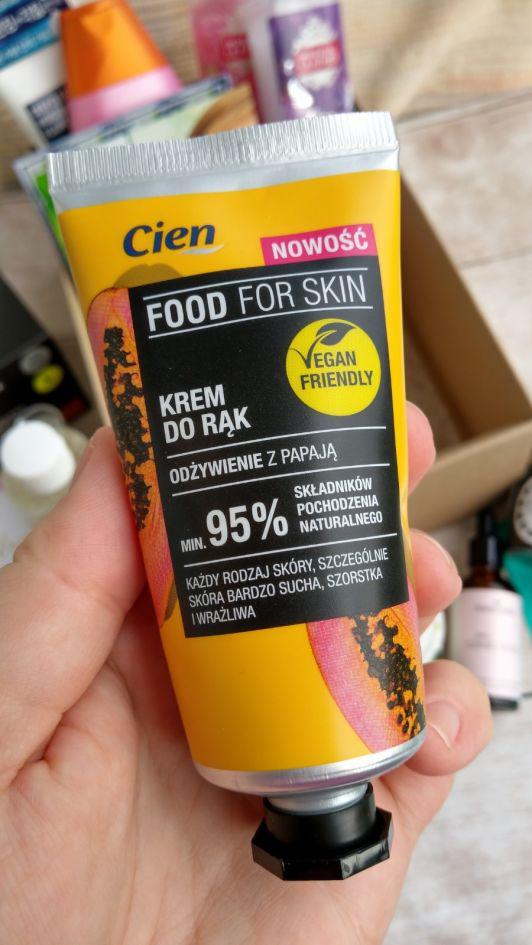 Cien
NOWOŚĆ
FOOD FOR SKIN
VEGAN
FRIENDLY
KREM
DO RĄK
ODŻYWIENIE Z PAPAJĄ
MIN. 95%
SKŁADNIKÓW
POCHODZENIA
NATURALNEGO
KAŻDY RODZAJ SKÓRY, SZCZEGÓLNIE
SKÓRA BARDZO SUCHA, SZORSTKA
I WRAŻLIWA